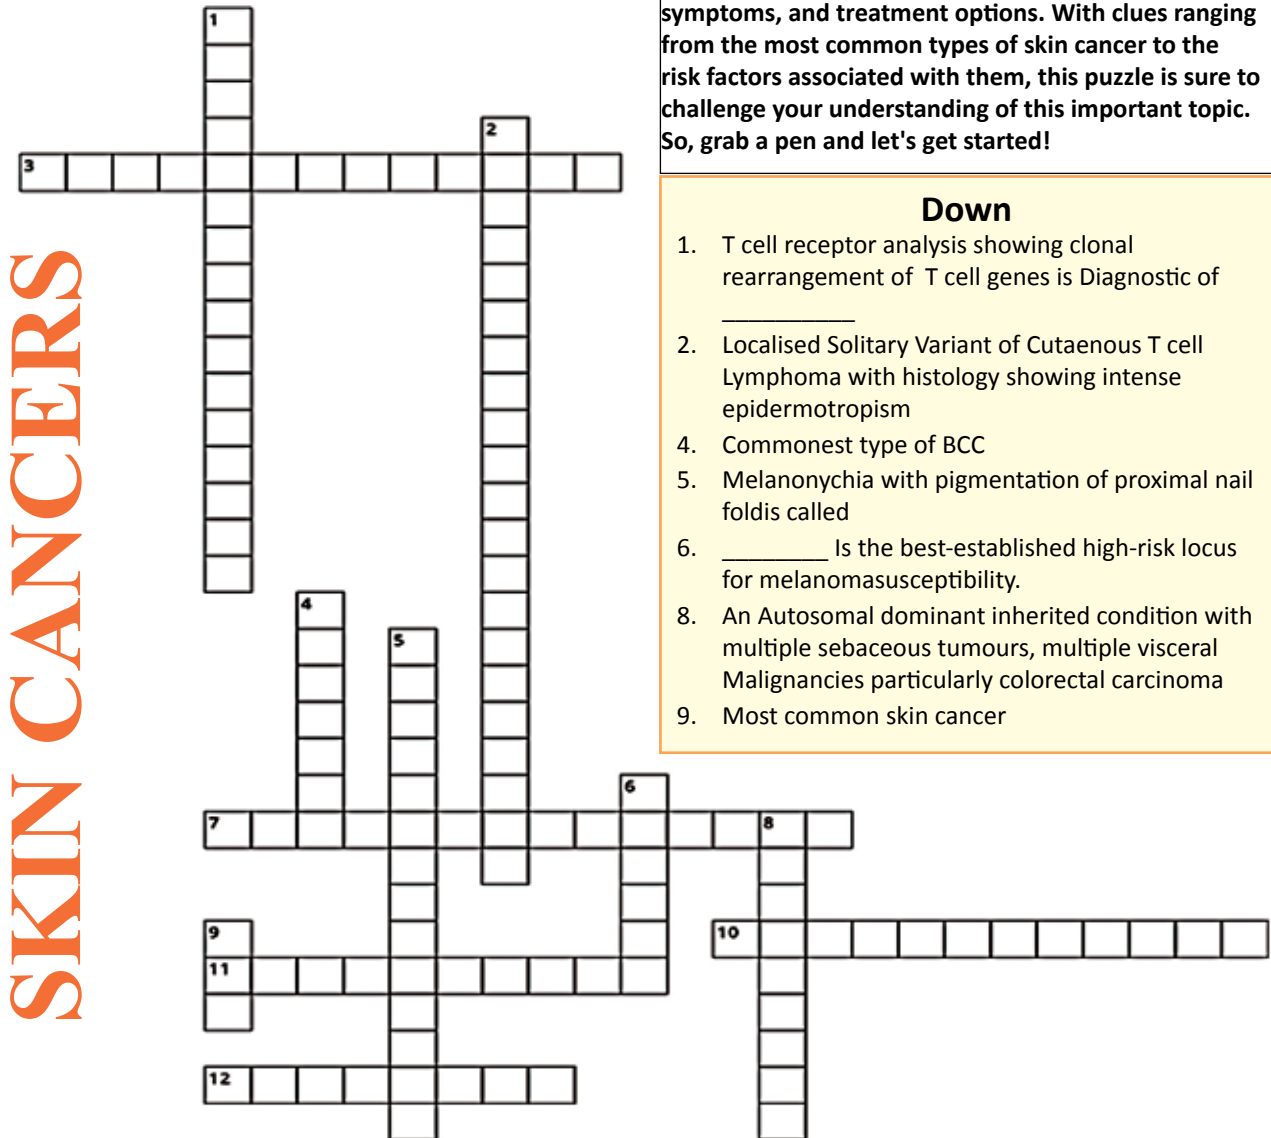 symptoms, and treatment options. With clues ranging
from the most common types of skin cancer to the
risk factors associated with them, this puzzle is sure to
challenge your understanding of this important topic.
So, grab a pen and let's get started!
SKIN CANCERS
Down
1. T cell receptor analysis showing clonal
rearrangement of T cell genes is Diagnostic of
__________
2. Localised Solitary Variant of Cutaenous T cell
Lymphoma with histology showing intense
epidermotropism
4. Commonest type of BCC
5. Melanonychia with pigmentation of proximal nail
foldis called
6. ________ Is the best-established high-risk locus
for melanomasusceptibility.
8. An Autosomal dominant inherited condition with
multiple sebaceous tumours, multiple visceral
Malignancies particularly colorectal carcinoma
9. Most common skin cancer
1
2
3
4
5
6
7 8
9 10
11
12